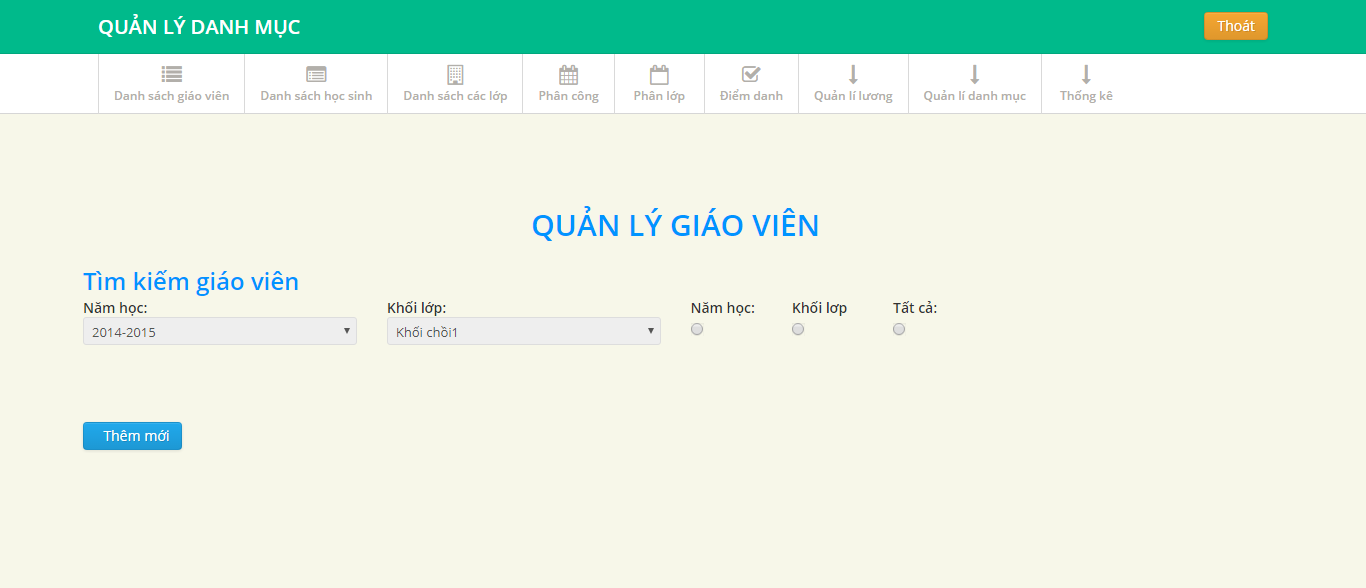 QUẢN LÝ DANH MỤC
Thoát
Danh sách giáo viên
Danh sách học sinh
Danh sách các lớp
Phân công
Phân lớp
Điểm danh
Quản lí lương
Quản lí danh mục
Thống kê
QUẢN LÝ GIÁO VIÊN
Tìm kiếm giáo viên
Năm học:
Khối lớp:
Năm học:
Khối lơp
Tất cả:
2014-2015
Khối chồi1
Thêm mới